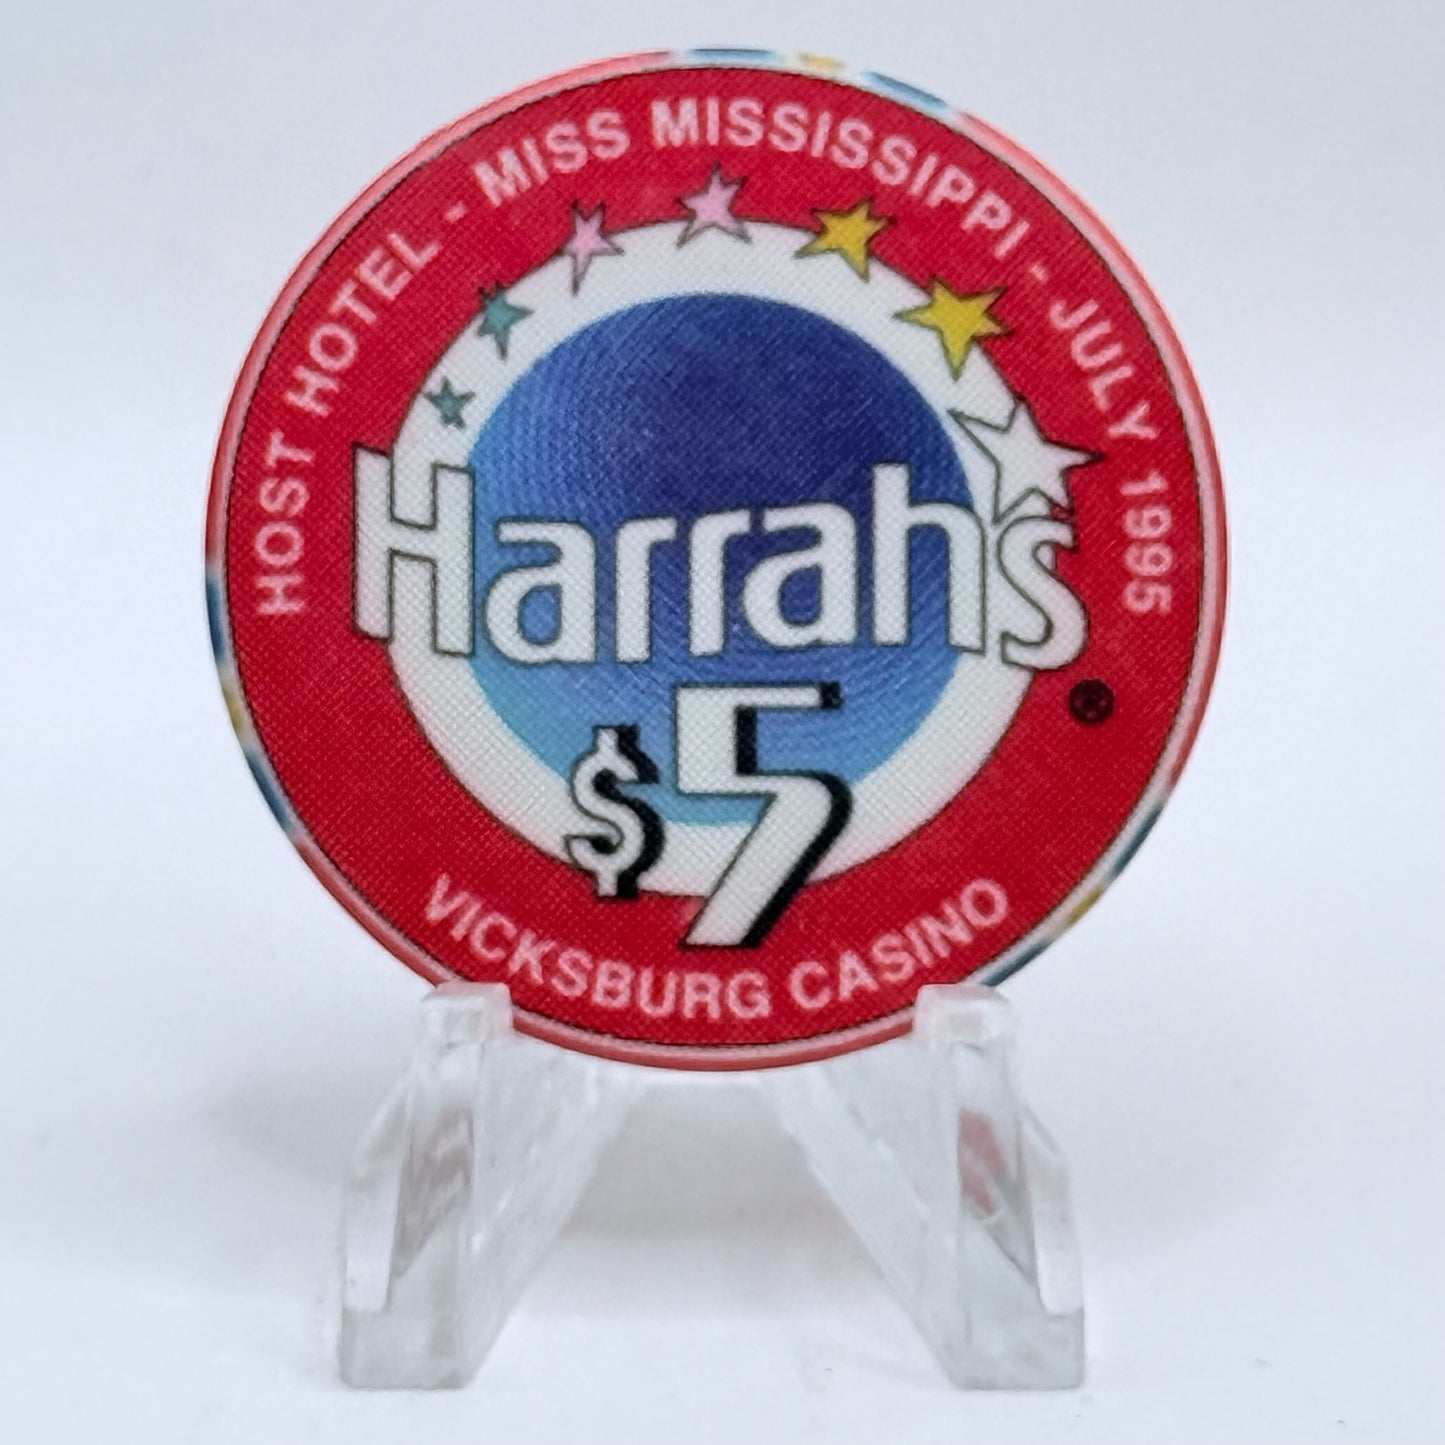 HOST HOTEL - MISS MISSISSIPPI - JULY 1995
Harrah's
$5
VICKSBURG CASINO